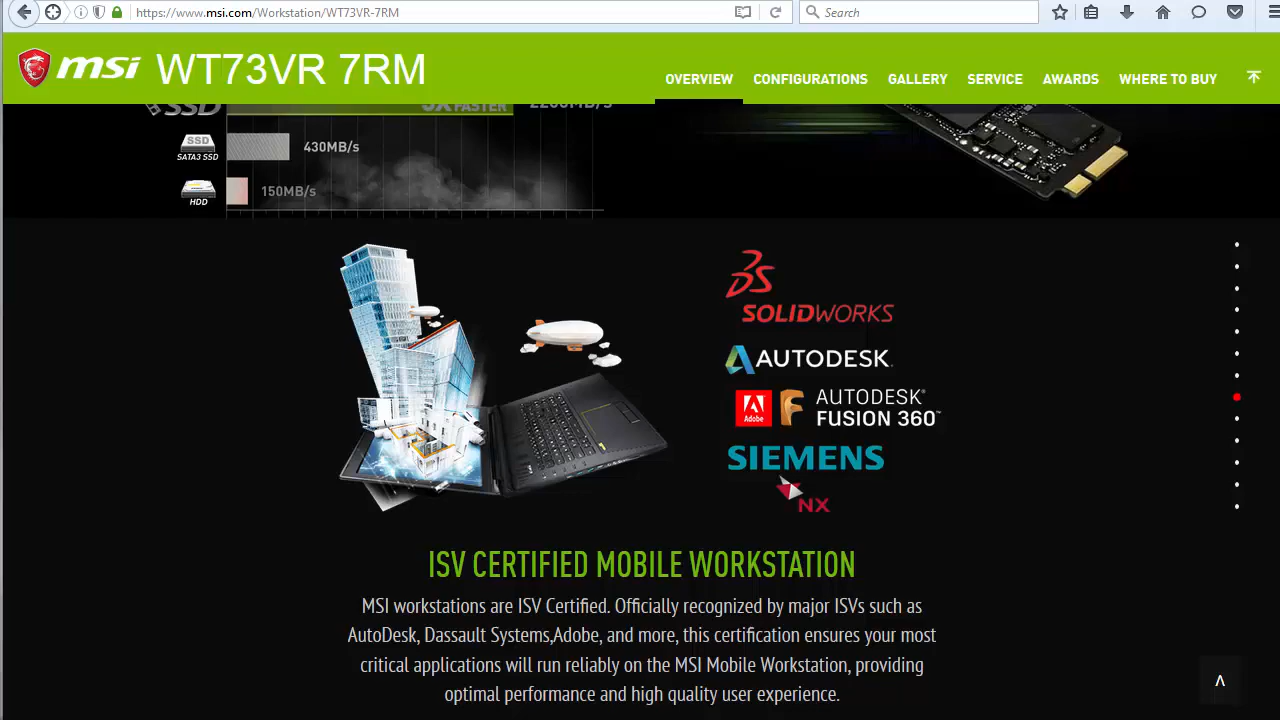 https://www.msi.com/Workstation/WT73VR-7RM
Search
msi WT73VR 7RM
OVERVIEW CONFIGURATIONS GALLERY SERVICE AWARDS WHERE TO BUY
SSD
FASTER
SSD
SATA3 SSD
430MB/s
HDD
150MB/s
SOLIDWORKS
AUTODESK.
Adobe
AUTODESK®
FUSION 360™
SIEMENS
NX
ISV CERTIFIED MOBILE WORKSTATION
MSI workstations are ISV Certified. Officially recognized by major ISVs such as
AutoDesk, Dassault Systems,Adobe, and more, this certification ensures your most
critical applications will run reliably on the MSI Mobile Workstation, providing
optimal performance and high quality user experience.